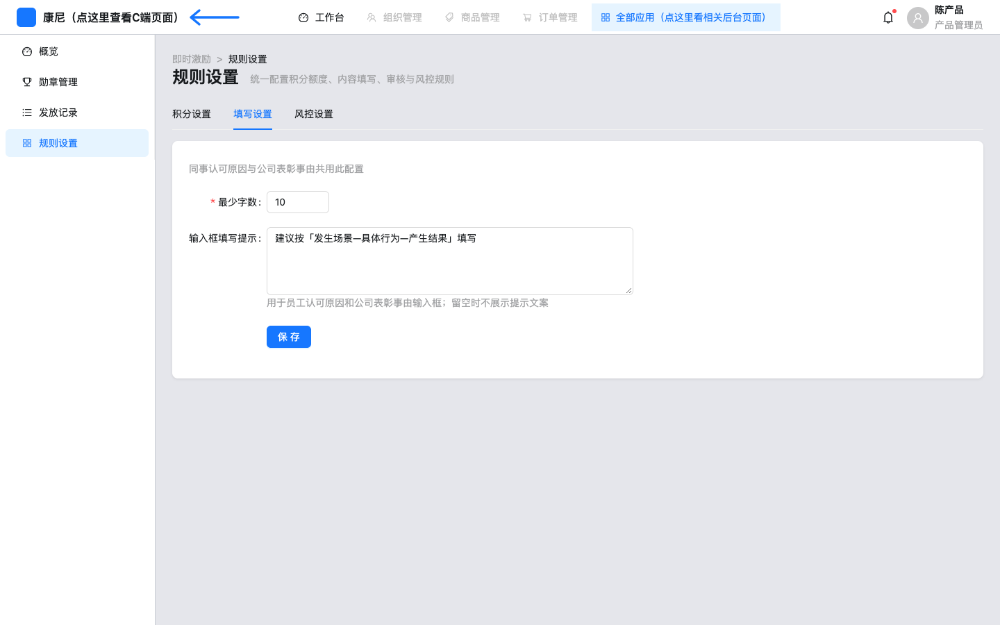 康尼（点这里查看C端页面）
工作台
组织管理
商品管理
订单管理
全部应用（点这里看相关后台页面）
陈产品
产品管理员
概览
勋章管理
发放记录
规则设置
即时激励 > 规则设置
规则设置 统一配置积分额度、内容填写、审核与风控规则
积分设置 填写设置 风控设置
同事认可原因与公司表彰事由共用此配置
* 最少字数： 10
输入框填写提示： 建议按「发生场景—具体行为—产生结果」填写
用于员工认可原因和公司表彰事由输入框；留空时不展示提示文案
保 存